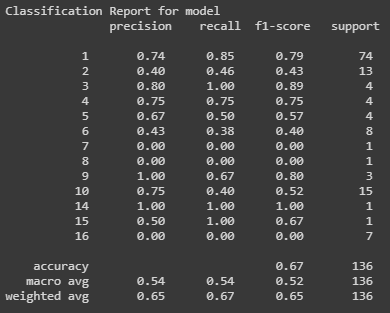 Classification Report for model
precision recall f1-score support
1 0.74 0.85 0.79 74
2 0.40 0.46 0.43 13
3 0.80 1.00 0.89 4
4 0.75 0.75 0.75 4
5 0.67 0.50 0.57 4
6 0.43 0.38 0.40 8
7 0.00 0.00 0.00 1
8 0.00 0.00 0.00 1
9 1.00 0.67 0.80 3
10 0.75 0.40 0.52 15
14 1.00 1.00 1.00 1
15 0.50 1.00 0.67 1
16 0.00 0.00 0.00 7
accuracy 0.67 136
macro avg 0.54 0.54 0.52 136
weighted avg 0.65 0.67 0.65 136